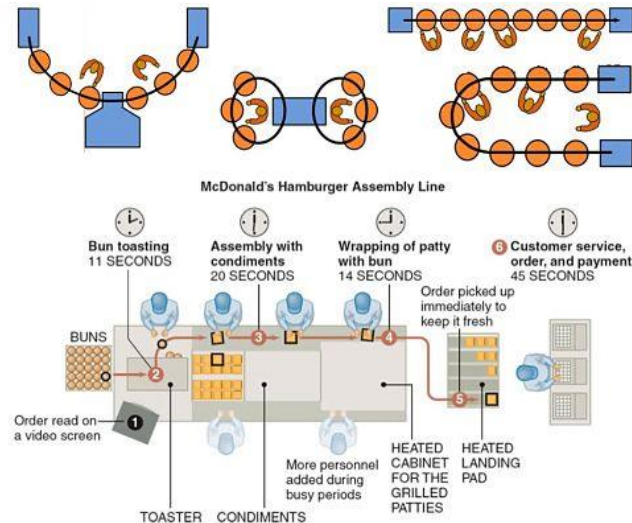 McDonald's Hamburger Assembly Line
Bun toasting
11 SECONDS
Assembly with
condiments
20 SECONDS
Wrapping of patty
with bun
14 SECONDS
6 Customer service,
order, and payment
45 SECONDS
Order picked up
immediately to
keep it fresh
BUNS
2
3
4
5
Order read on
a video screen
1
More personnel
added during
busy periods
HEATED
CABINET
FOR THE
GRILLED
PATTIES
HEATED
LANDING
PAD
TOASTER
CONDIMENTS